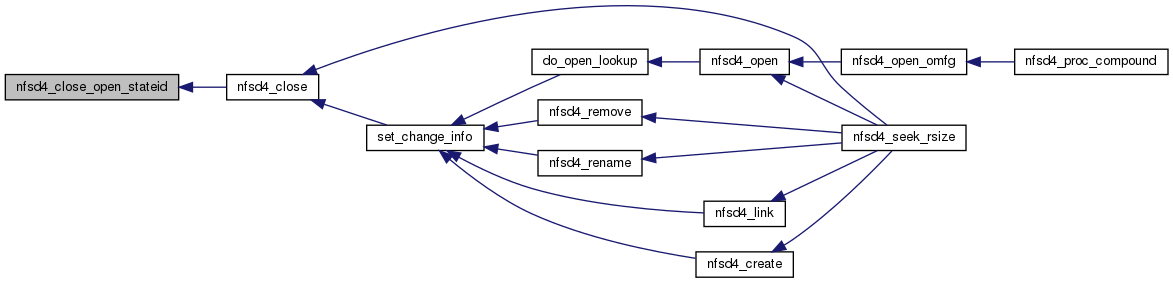 nfsd4_close_open_stateid
nfsd4_close
set_change_info
do_open_lookup
nfsd4_remove
nfsd4_rename
nfsd4_open
nfsd4_link
nfsd4_create
nfsd4_open_omfg
nfsd4_seek_rsize
nfsd4_proc_compound